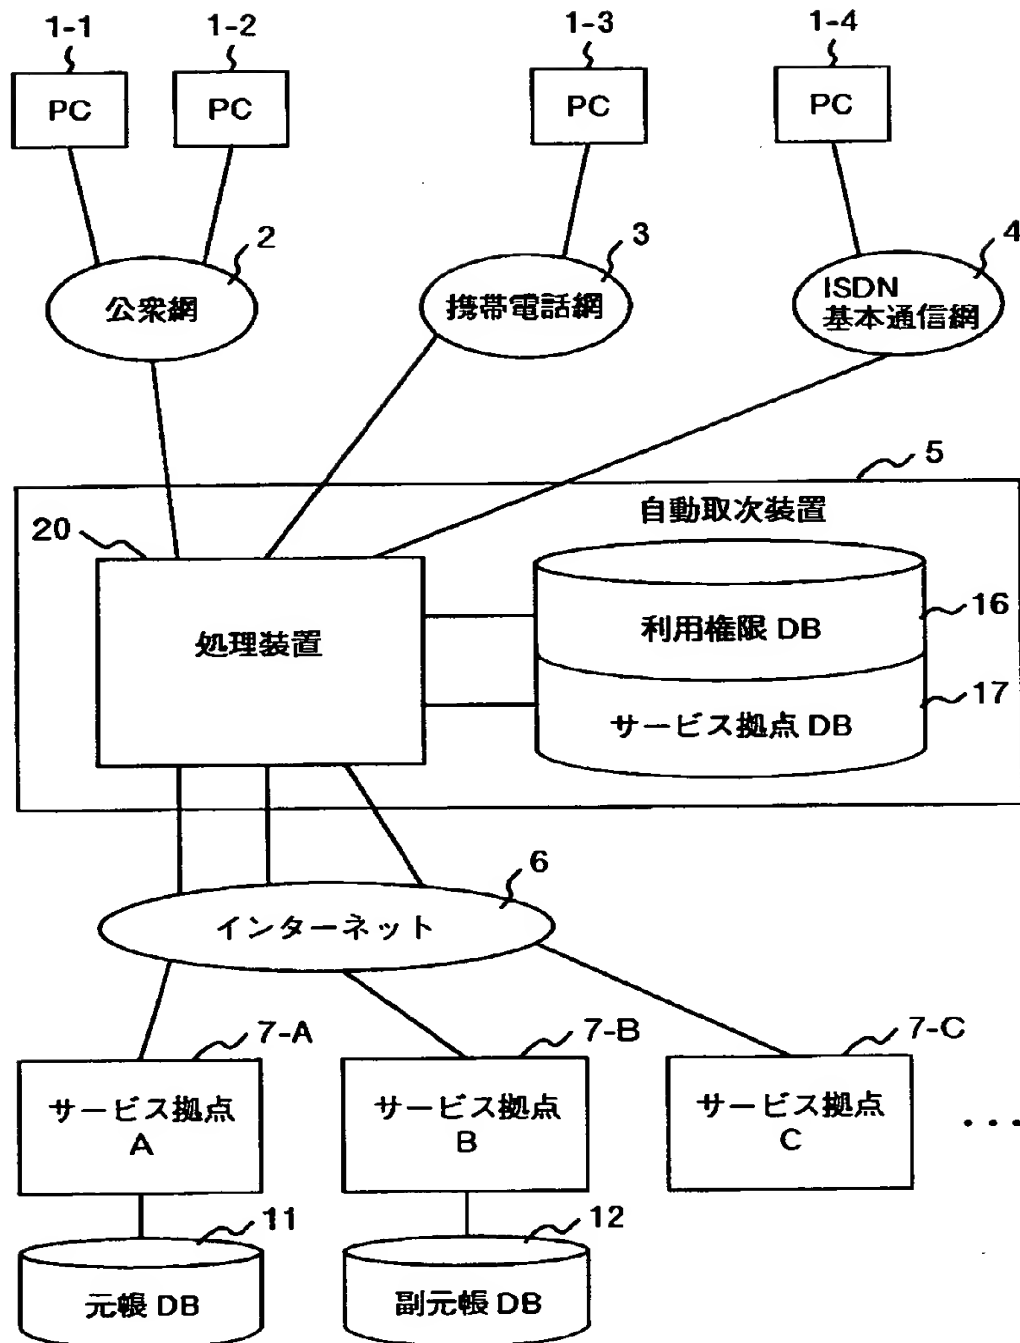 1-1
1-2
1-3
1-4
PC
PC
PC
PC
2
3
4
公衆網
携帯電話網
ISDN
基本通信網
5
自動取次装置
20
処理装置
利用権限 DB
16
サービス拠点 DB
17
6
インターネット
7-A
7-B
7-C
サービス拠点
A
サービス拠点
B
サービス拠点
C
...
11
12
元帳 DB
副元帳 DB